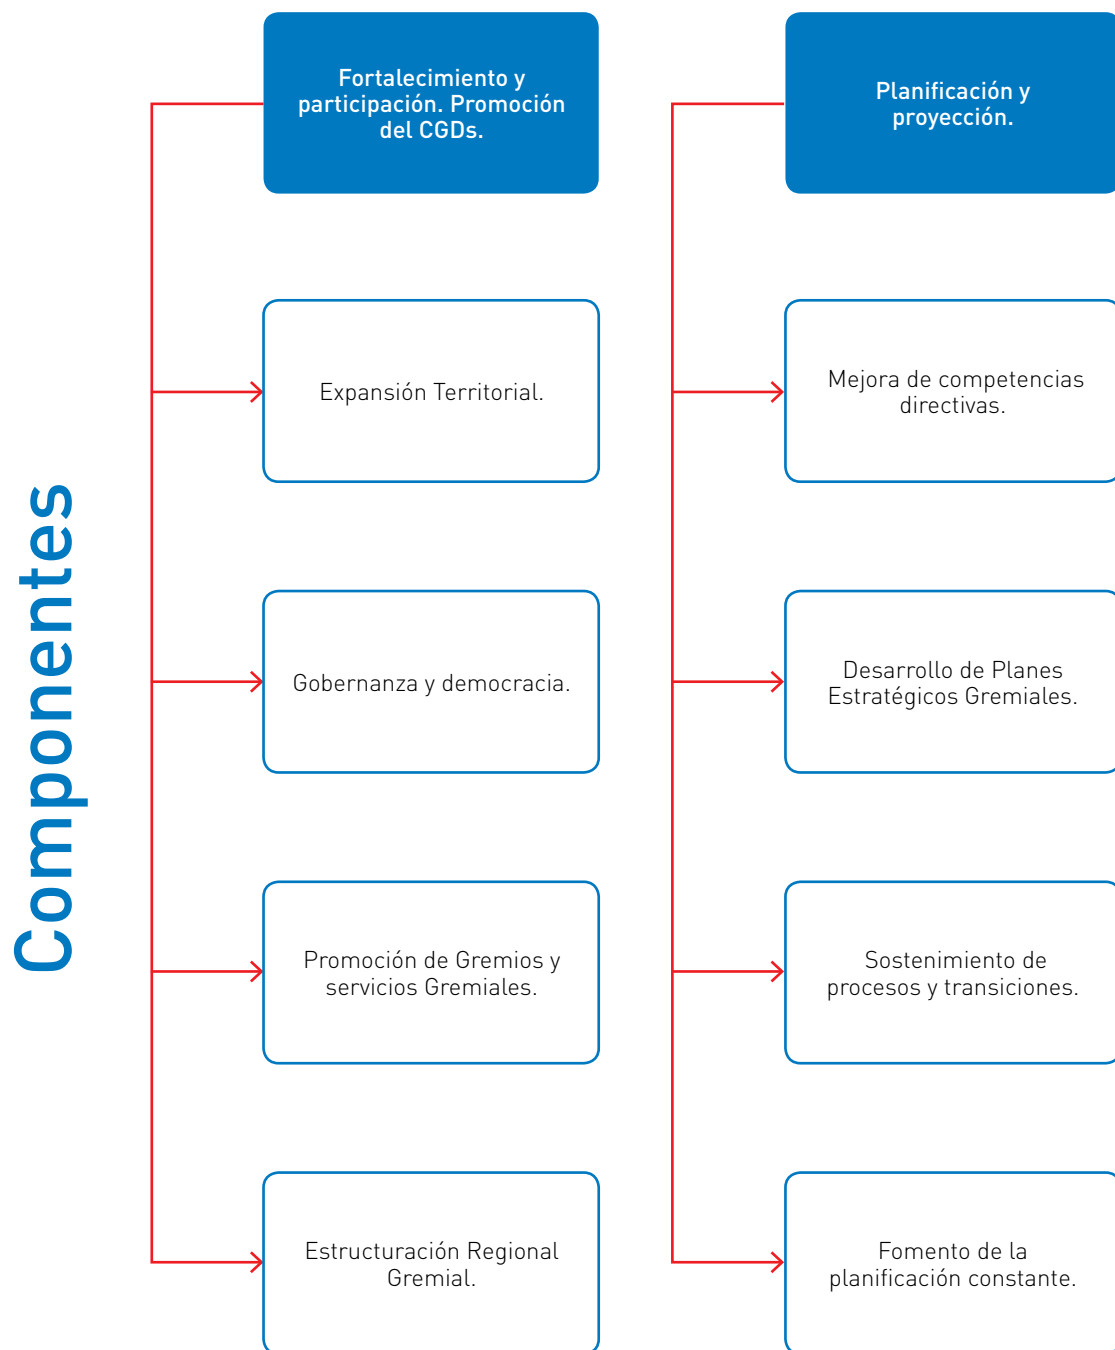 Componentes
Fortalecimiento y
participación. Promoción
del CGDs.
Expansión Territorial.
Gobernanza y democracia.
Promoción de Gremios y
servicios Gremiales.
Estructuración Regional
Gremial.
Planificación y
proyección.
Mejora de competencias
directivas.
Desarrollo de Planes
Estratégicos Gremiales.
Sostenimiento de
procesos y transiciones.
Fomento de la
planificación constante.